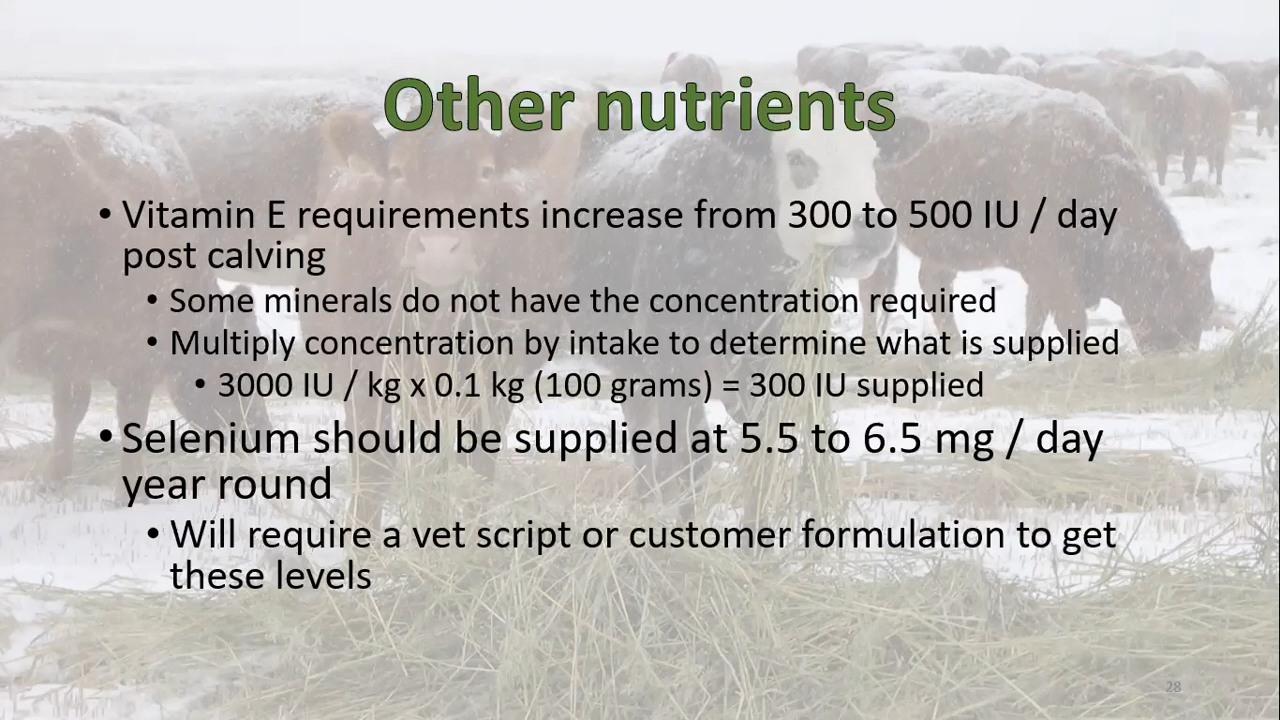 Other nutrients
• Vitamin E requirements increase from 300 to 500 IU / day
post calving
• Some minerals do not have the concentration required
• Multiply concentration by intake to determine what is supplied
• 3000 IU / kg x 0.1 kg (100 grams) = 300 IU supplied
• Selenium should be supplied at 5.5 to 6.5 mg / day
year round
• Will require a vet script or customer formulation to get
these levels
28